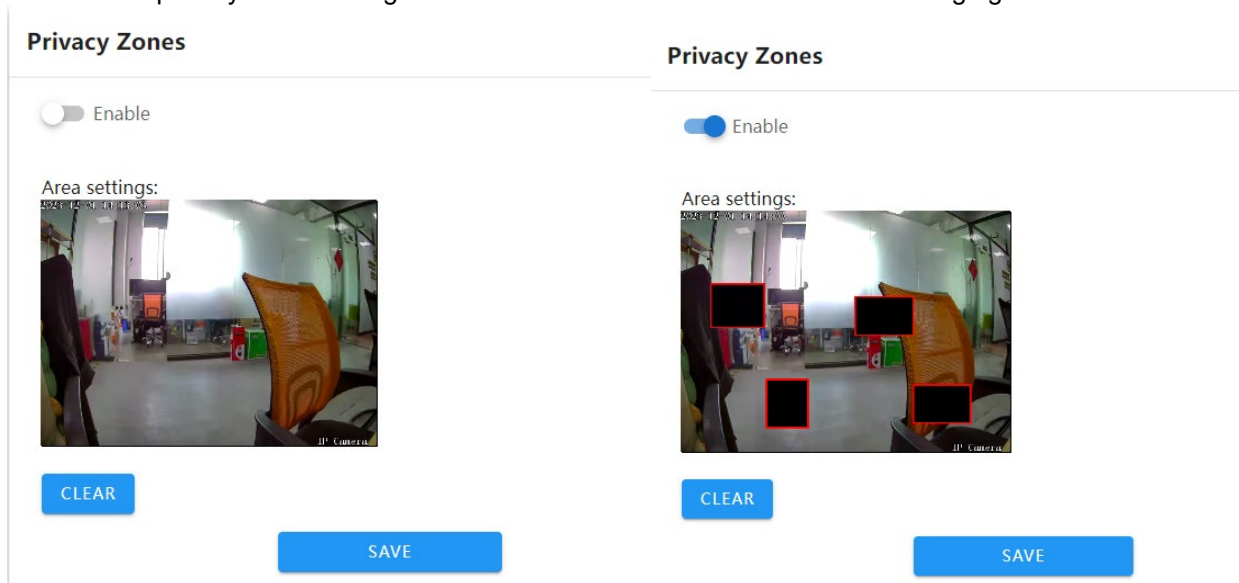 Privacy Zones
Enable
Area settings:
IP Camera
CLEAR
SAVE
Privacy Zones
Enable
Area settings:
IP Camera
CLEAR
SAVE